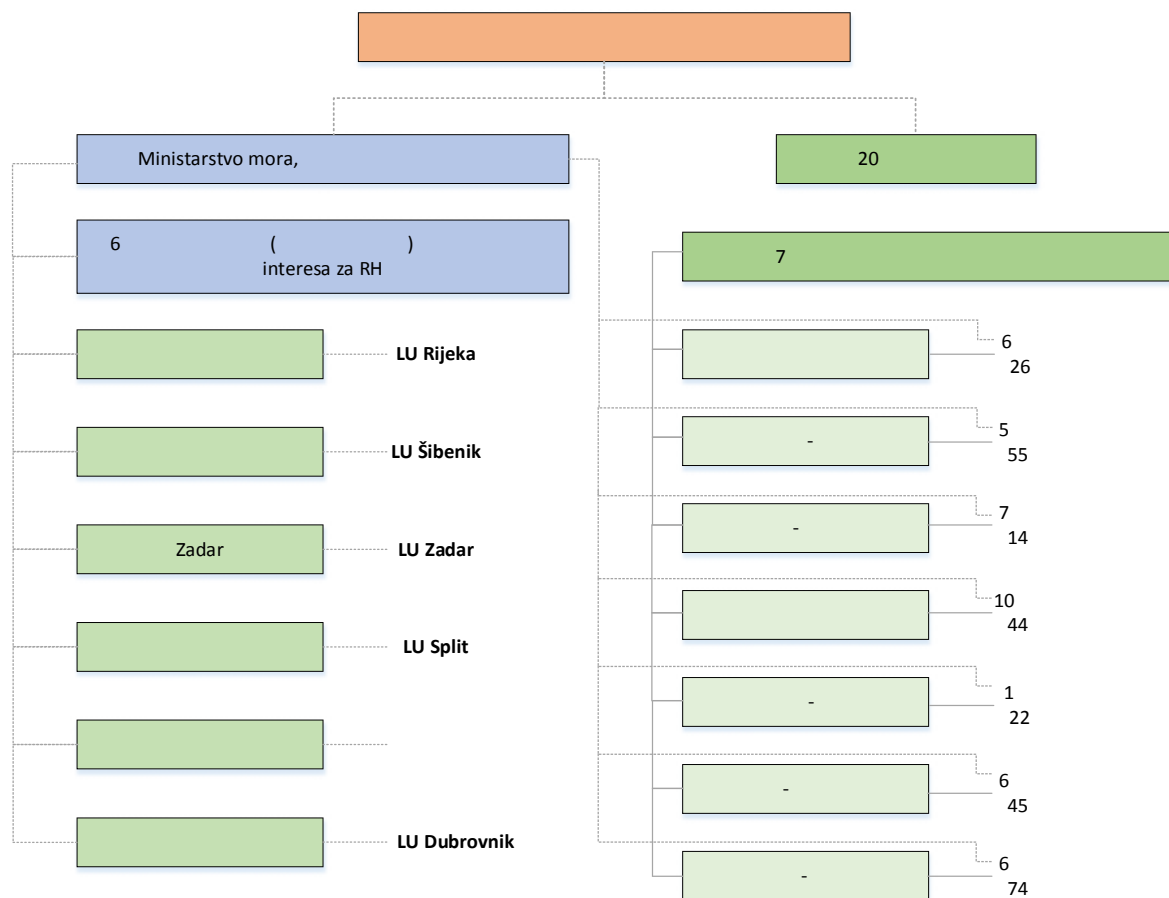 Ministarstvo mora,
20
6 ( )
interesa za RH
7
LU Rijeka
LU Šibenik
Zadar
LU Zadar
LU Split
LU Dubrovnik
6
26
-
5
55
-
7
14
10
44
-
1
22
-
6
45
-
6
74